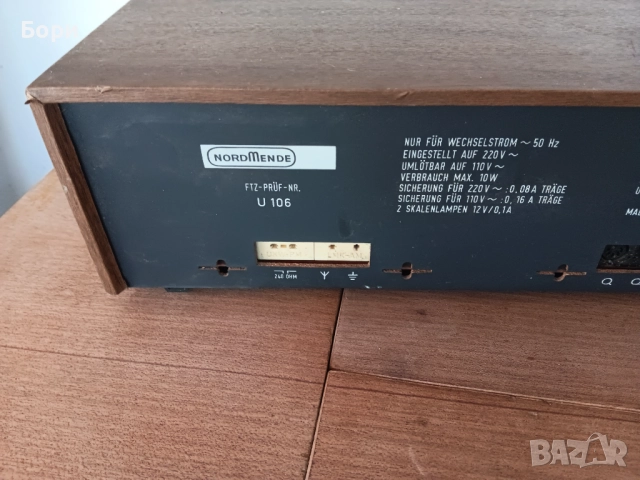 Борк
NORDMENDE
FTZ-PRÜF-NR.
U 106
NUR FÜR WECHSELSTROM ~ 50 Hz
EINGESTELLT AUF 220V ~
UMLÖTBAR AUF 110V ~
VERBRAUCH MAX. 10W
SICHERUNG FÜR 220V ~ :0,08A TRÄGE
SICHERUNG FÜR 110V ~ :0,16A TRÄGE
2 SKALENLAMPEN 12V/0,1A
240 OHM
BAZAR